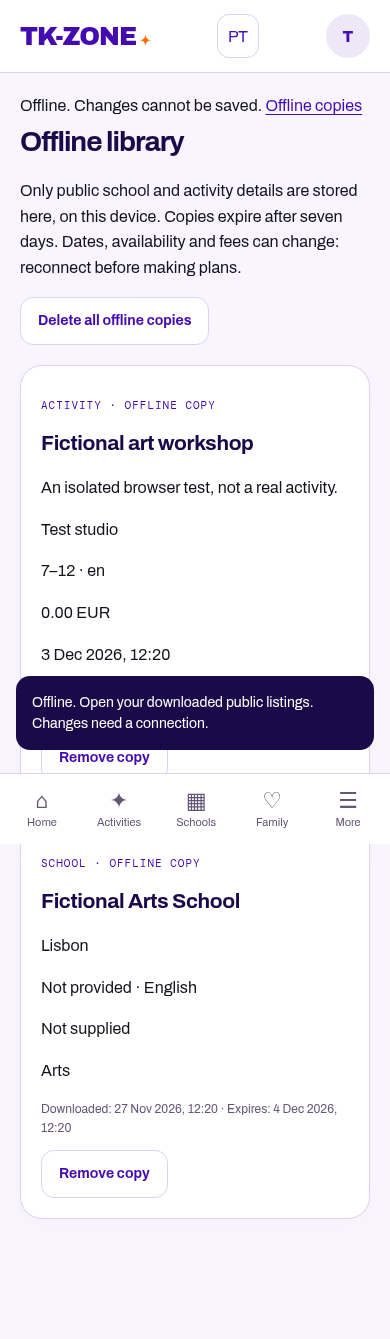 TK-ZONE
PT
T
Offline. Changes cannot be saved. Offline copies
Offline library
Only public school and activity details are stored
here, on this device. Copies expire after seven
days. Dates, availability and fees can change:
reconnect before making plans.
Delete all offline copies
ACTIVITY · OFFLINE COPY
Fictional art workshop
An isolated browser test, not a real activity.
Test studio
7–12 · en
0.00 EUR
3 Dec 2026, 12:20
Offline. Open your downloaded public listings.
Changes need a connection.
Remove copy
Home
Activities
Schools
Family
More
SCHOOL · OFFLINE COPY
Fictional Arts School
Lisbon
Not provided · English
Not supplied
Arts
Downloaded: 27 Nov 2026, 12:20 · Expires: 4 Dec 2026,
12:20
Remove copy